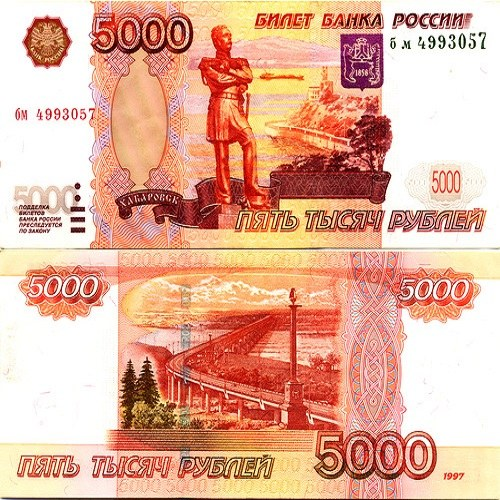 5000
БИЛЕТ БАНКА РОССИИ
бм 4993057
бм 4993057
1858
ХАБАРОВСК
5000
5000
ПОДДЕЛКА
БИЛЕТОВ
БАНКА РОССИИ
ПРЕСЛЕДУЕТСЯ
ПО ЗАКОНУ
ПЯТЬ ТЫСЯЧ РУБЛЕЙ
5000
5000
ПЯТЬ ТЫСЯЧ РУБЛЕЙ
5000
1997